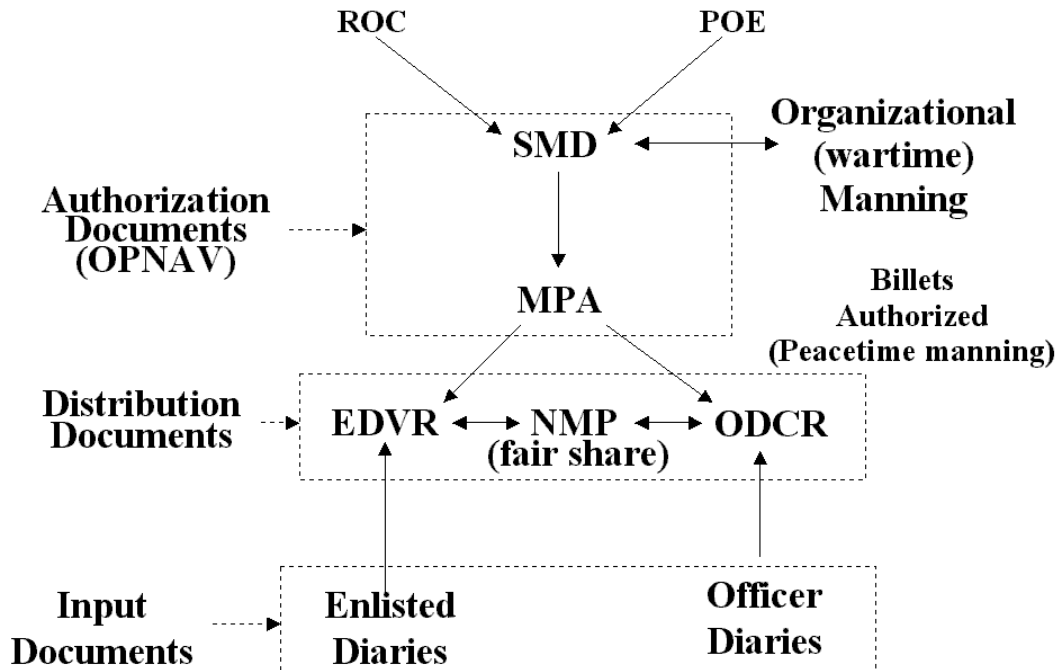 ROC
POE
SMD
Organizational
(wartime)
Manning
Authorization
Documents
(OPNAV)
MPA
Billets
Authorized
(Peacetime manning)
Distribution
Documents
EDVR
NMP
(fair share)
ODCR
Input
Documents
Enlisted
Diaries
Officer
Diaries